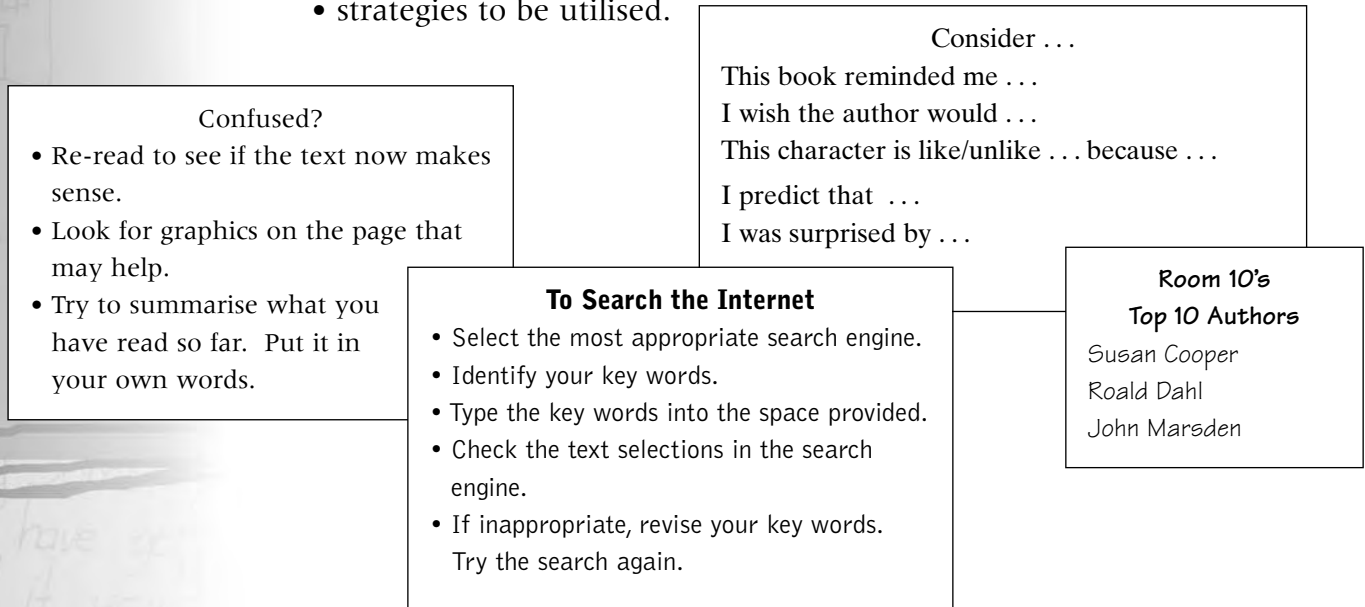 • strategies to be utilised.
Confused?
• Re-read to see if the text now makes
sense.
• Look for graphics on the page that
may help.
• Try to summarise what you
have read so far. Put it in
your own words.
Consider . . .
This book reminded me . . .
I wish the author would . . .
This character is like/unlike . . . because . . .
I predict that . . .
I was surprised by . . .
To Search the Internet
• Select the most appropriate search engine.
• Identify your key words.
• Type the key words into the space provided.
• Check the text selections in the search
engine.
• If inappropriate, revise your key words.
Try the search again.
Room 10's
Top 10 Authors
Susan Cooper
Roald Dahl
John Marsden
have